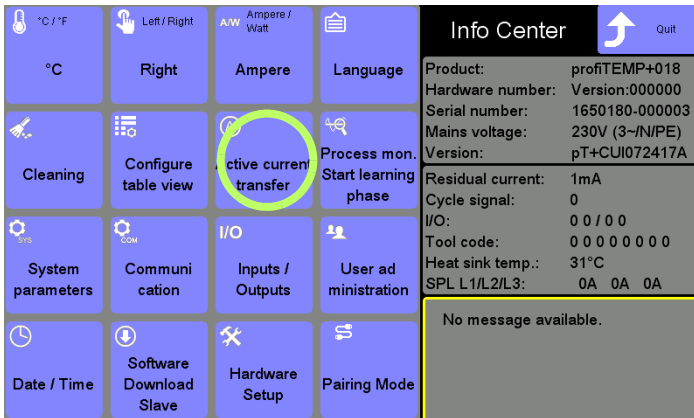 °C / °F
Left / Right
A/W Ampere /
Watt
°C
Right
Ampere
Language
Cleaning
Configure
table view
Active current
transfer
Process mon.
Start learning
phase
SYS
System
parameters
COM
Communi
cation
I/O
Inputs /
Outputs
User ad
ministration
Date / Time
Software
Download
Slave
Hardware
Setup
Pairing Mode
Info Center
Quit
Product: profiTEMP+018
Hardware number: Version:000000
Serial number: 1650180-000003
Mains voltage: 230V (3~/N/PE)
Version: pT+CUI072417A
Residual current: 1mA
Cycle signal: 0
I/O: 0 0 / 0 0
Tool code: 0 0 0 0 0 0 0 0
Heat sink temp.: 31°C
SPL L1/L2/L3: 0A 0A 0A
No message available.